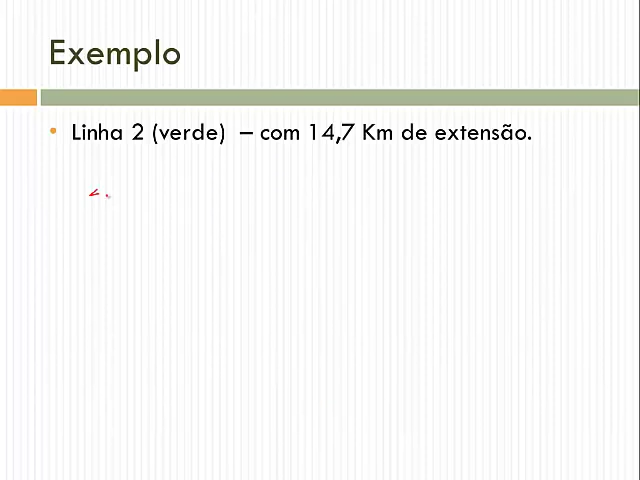 Exemplo
• Linha 2 (verde) – com 14,7 Km de extensão.